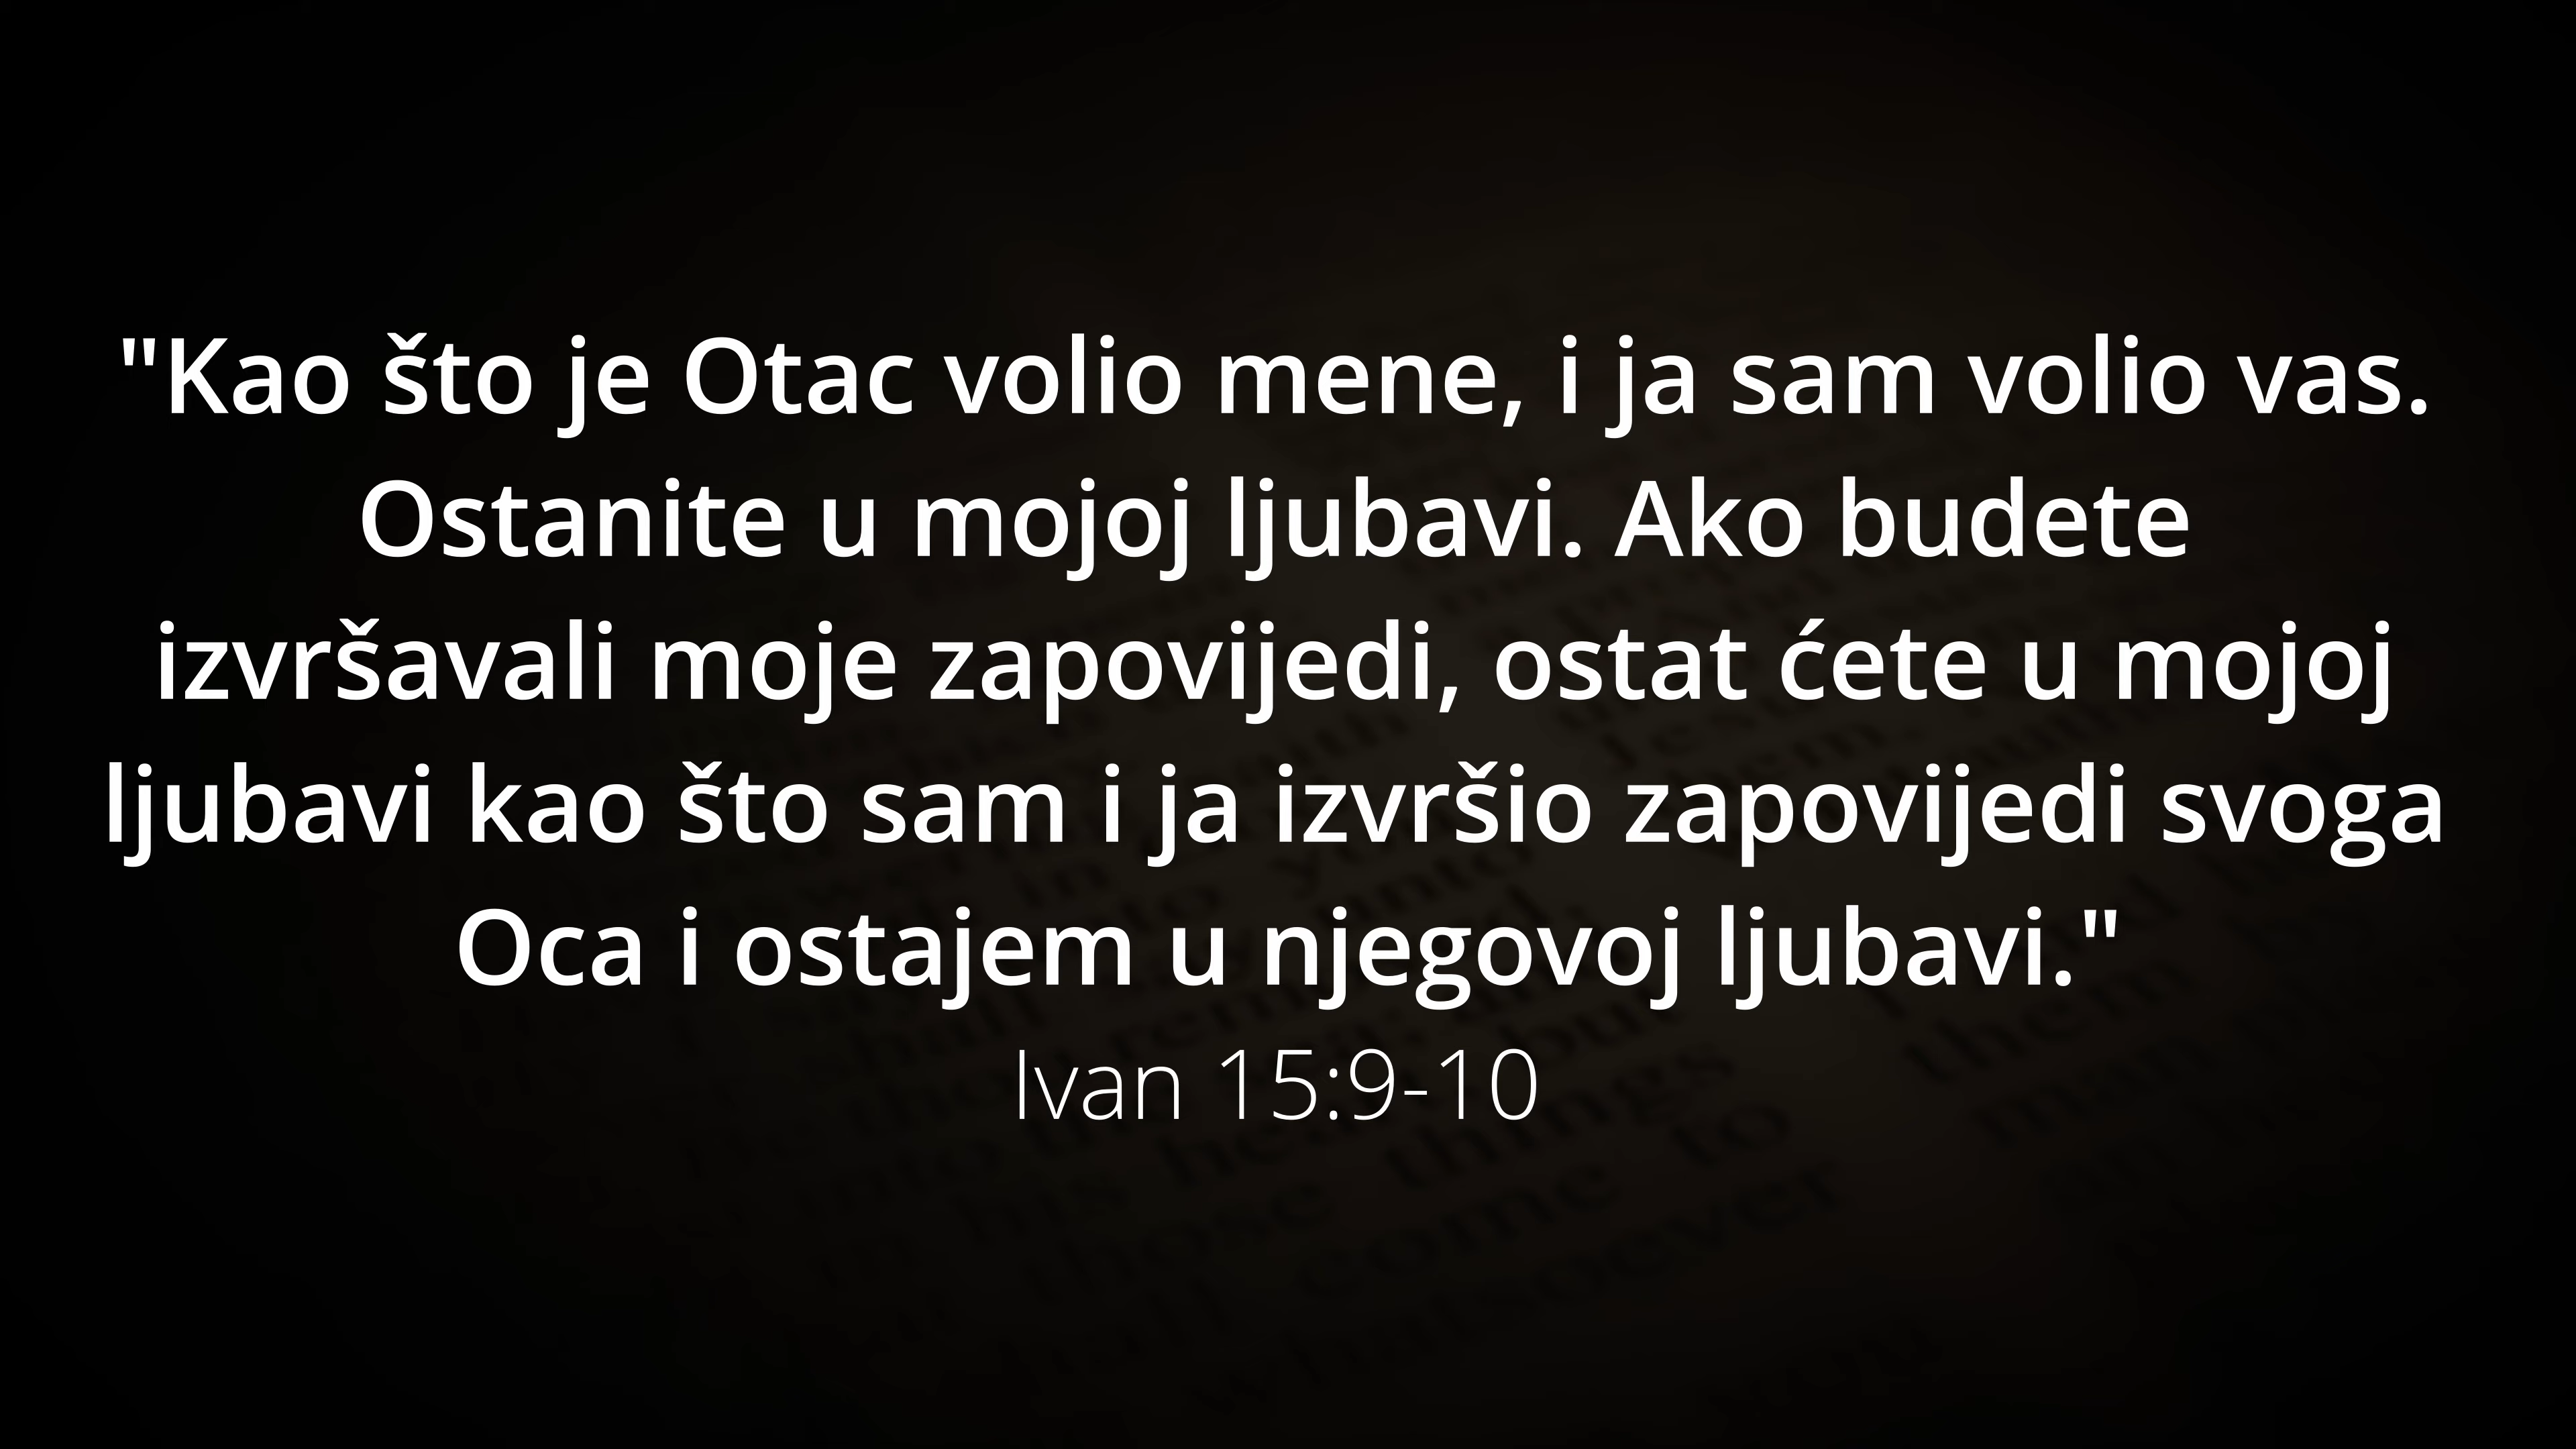 "Kao što je Otac volio mene, i ja sam volio vas.
Ostanite u mojoj ljubavi. Ako budete
izvršavali moje zapovijedi, ostat ćete u mojoj
ljubavi kao što sam i ja izvršio zapovijedi svoga
Oca i ostajem u njegovoj ljubavi."
Ivan 15:9-10